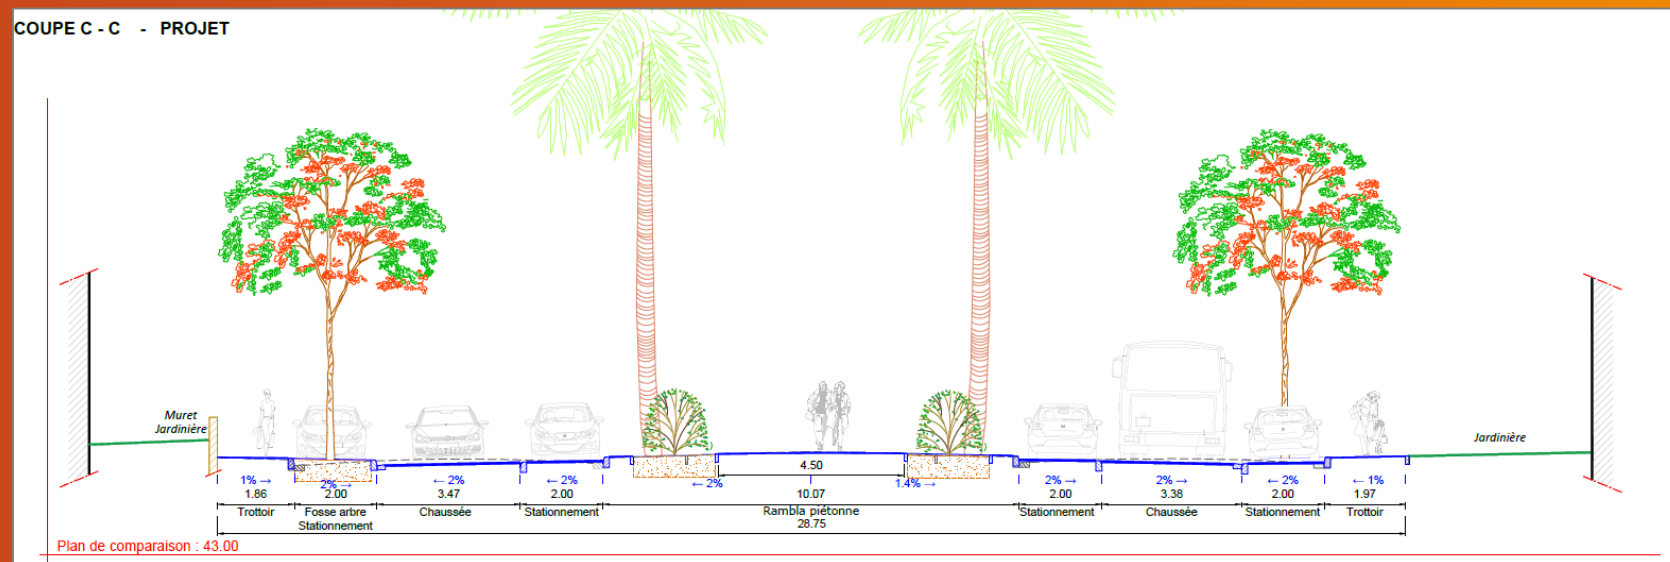 COUPE C - C - PROJET
Muret
Jardinière
Jardinière
4.50
1% → 2% → ← 2% ← 2% ← 2% 1.4% → 2% → 2% → ← 2% ← 1%
1.86 2.00 3.47 2.00 10.07 2.00 3.38 2.00 1.97
Trottoir Fosse arbre Chaussée Stationnement Rambla piétonne Stationnement Chaussée Stationnement Trottoir
Stationnement
28.75
Plan de comparaison : 43.00